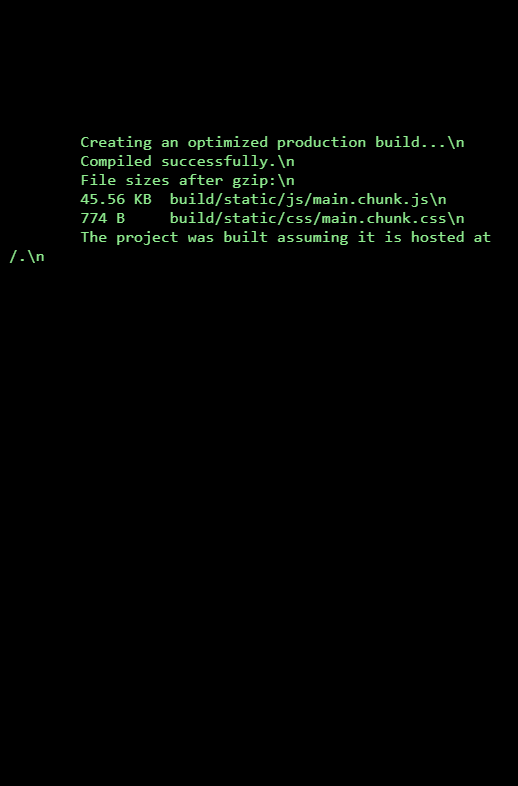 Creating an optimized production build...\n
Compiled successfully.\n
File sizes after gzip:\n
45.56 KB  build/static/js/main.chunk.js\n
774 B     build/static/css/main.chunk.css\n
The project was built assuming it is hosted at
/.\n